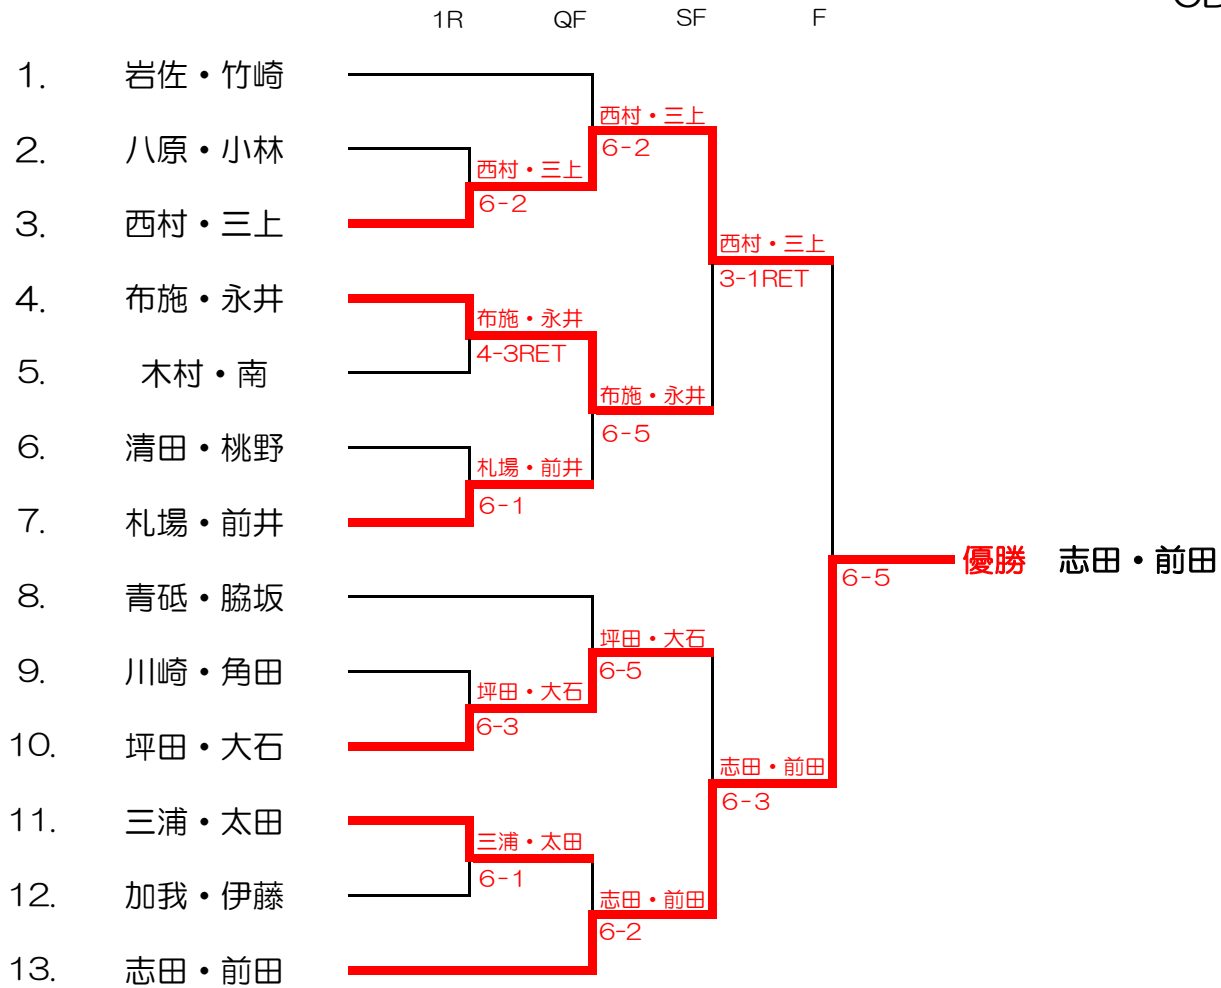 1R QF SF F
1. 岩佐・竹崎
西村・三上
2. 八原・小林
6-2
西村・三上
6-2
3. 西村・三上
西村・三上
3-1RET
4. 布施・永井
布施・永井
4-3RET
5. 木村・南
布施・永井
6-5
6. 清田・桃野
札場・前井
6-1
7. 札場・前井
優勝 志田・前田
6-5
8. 青砥・脇坂
坪田・大石
6-5
9. 川崎・角田
坪田・大石
6-3
10. 坪田・大石
志田・前田
6-3
11. 三浦・太田
三浦・太田
6-1
12. 加我・伊藤
志田・前田
6-2
13. 志田・前田